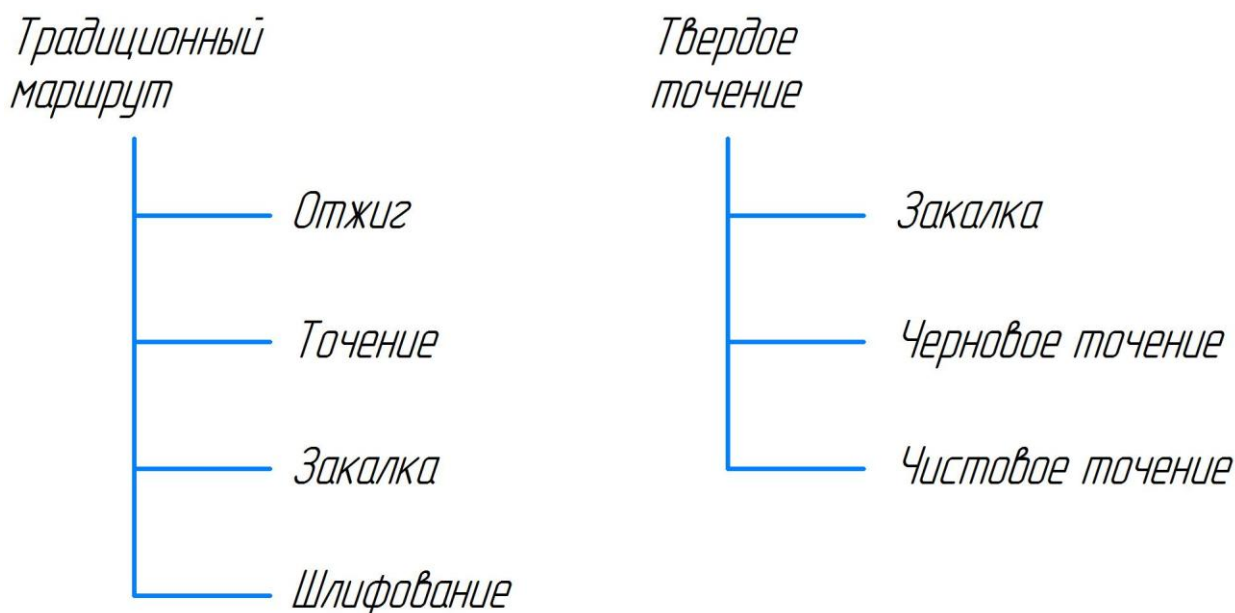 Традиционный
маршрут
Отжиг
Точение
Закалка
Шлифование
Твердое
точение
Закалка
Черновое точение
Чистовое точение